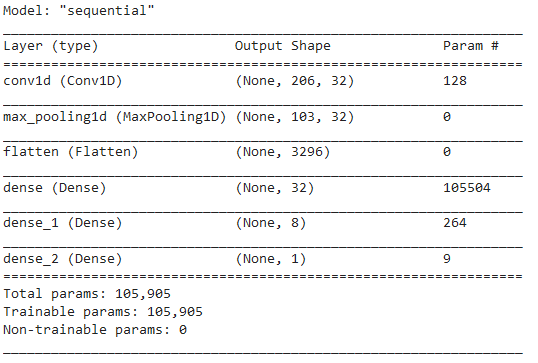 Model: "sequential"
Layer (type) Output Shape Param #
conv1d (Conv1D) (None, 206, 32) 128
max_pooling1d (MaxPooling1D) (None, 103, 32) 0
flatten (Flatten) (None, 3296) 0
dense (Dense) (None, 32) 105504
dense_1 (Dense) (None, 8) 264
dense_2 (Dense) (None, 1) 9
Total params: 105,905
Trainable params: 105,905
Non-trainable params: 0